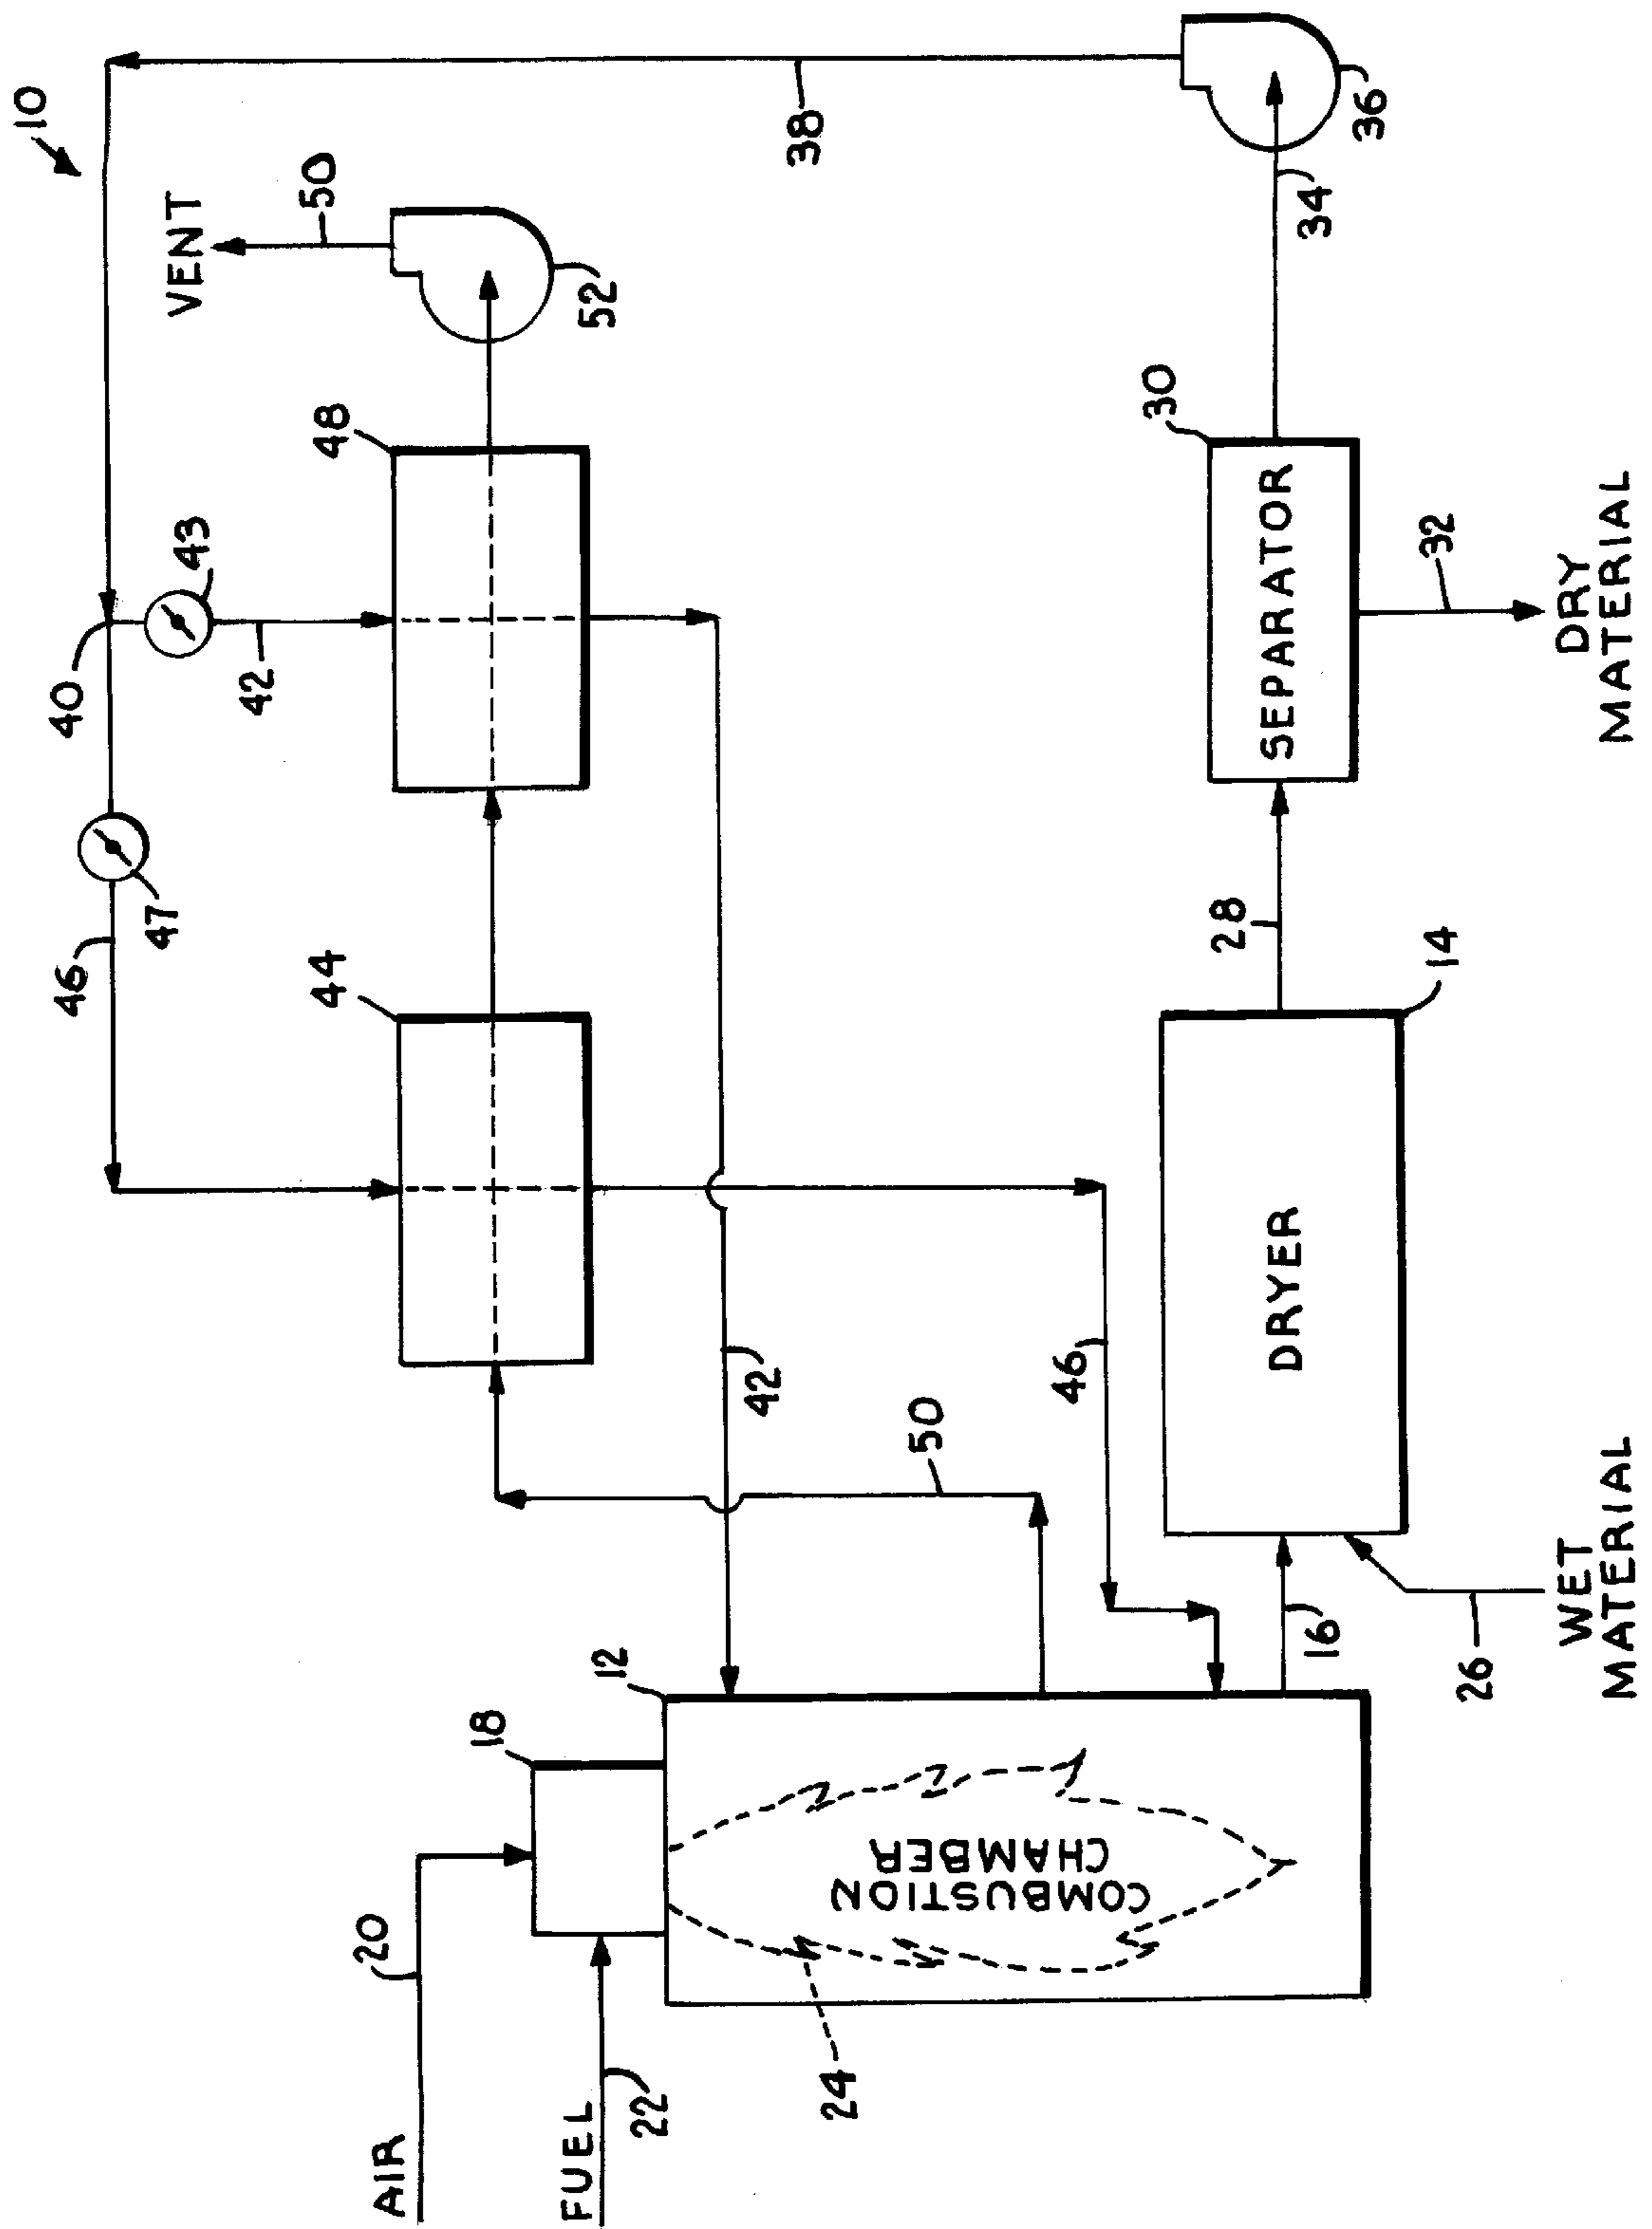 10
40
46
47
43
VENT
50
42
44
48
AIR
20
18
52
FUEL
22
12
42
38
24
COMBUSTION
CHAMBER
50
46
30
28
DRYER
SEPARATOR
16
34
36
14
26
32
WET
MATERIAL
DRY
MATERIAL